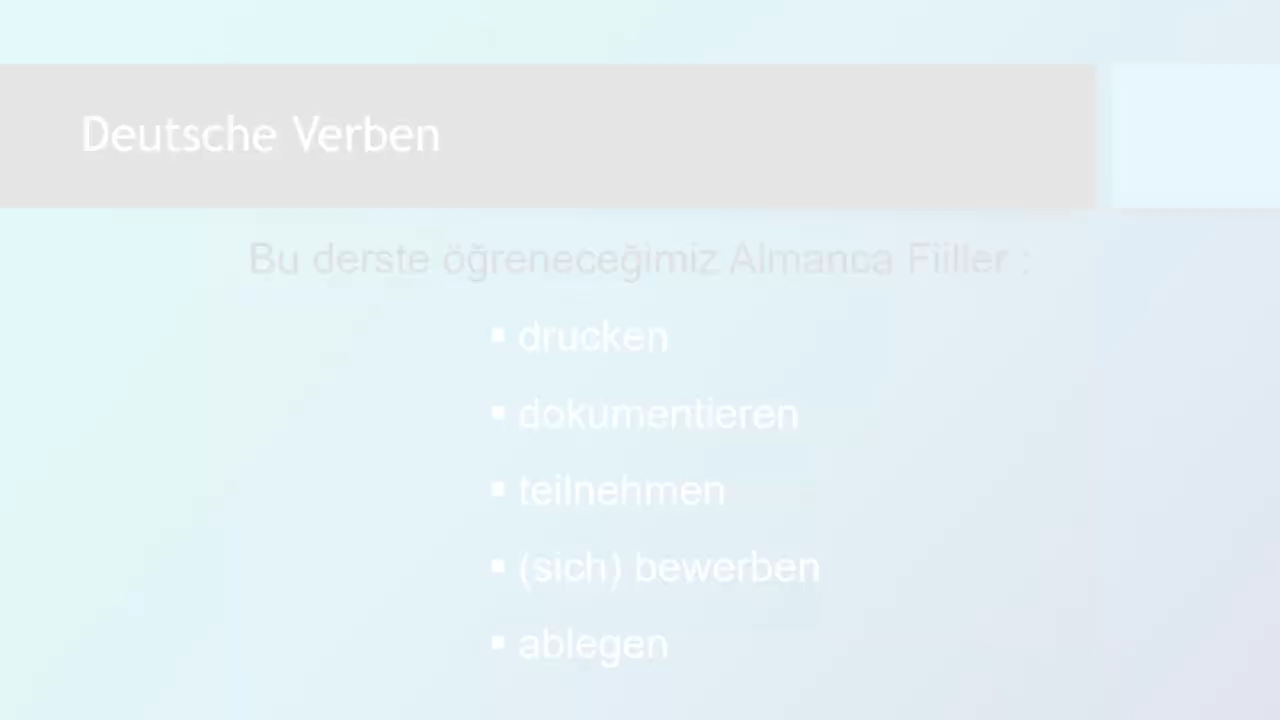 Deutsche Verben
Bu derste öğreneceğimiz Almanca Fiiller :
▪ drucken
▪ dokumentieren
▪ teilnehmen
▪ (sich) bewerben
▪ ablegen